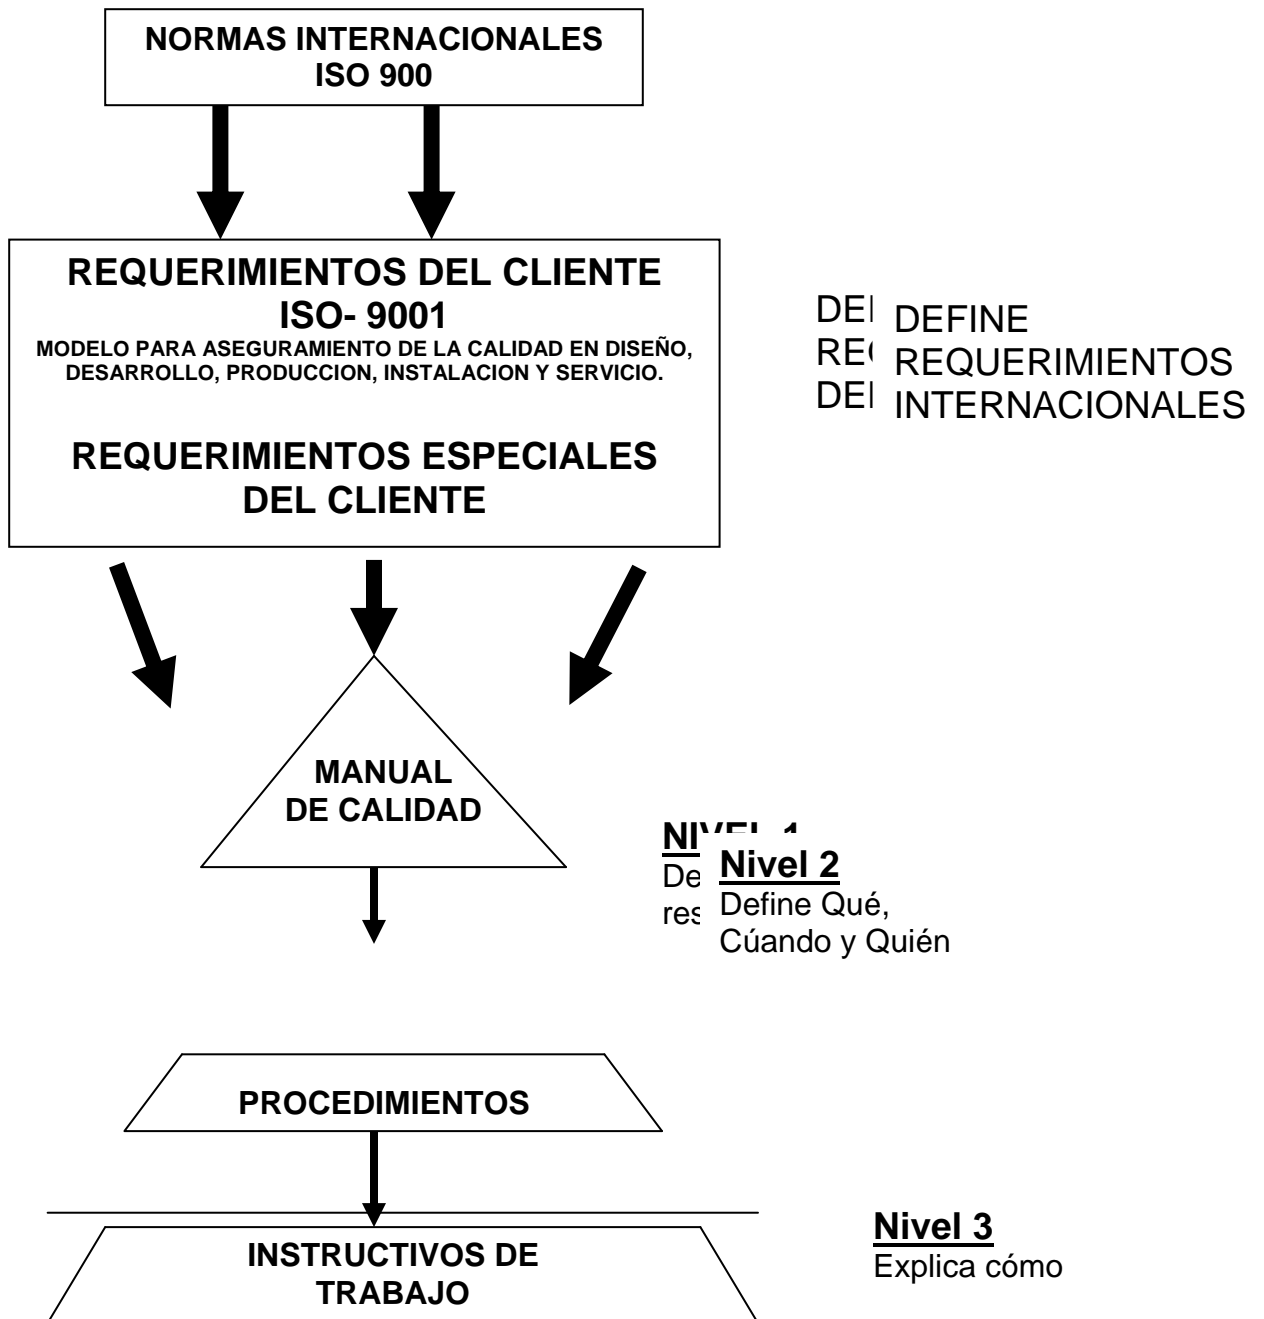 NORMAS INTERNACIONALES
ISO 900
REQUERIMIENTOS DEL CLIENTE
ISO- 9001
MODELO PARA ASEGURAMIENTO DE LA CALIDAD EN DISEÑO,
DESARROLLO, PRODUCCION, INSTALACION Y SERVICIO.
REQUERIMIENTOS ESPECIALES
DEL CLIENTE
DEFINE
REQUERIMIENTOS
INTERNACIONALES
MANUAL
DE CALIDAD
NIVEL 1
Nivel 2
Define Qué,
Cúando y Quién
PROCEDIMIENTOS
INSTRUCTIVOS DE
TRABAJO
Nivel 3
Explica cómo